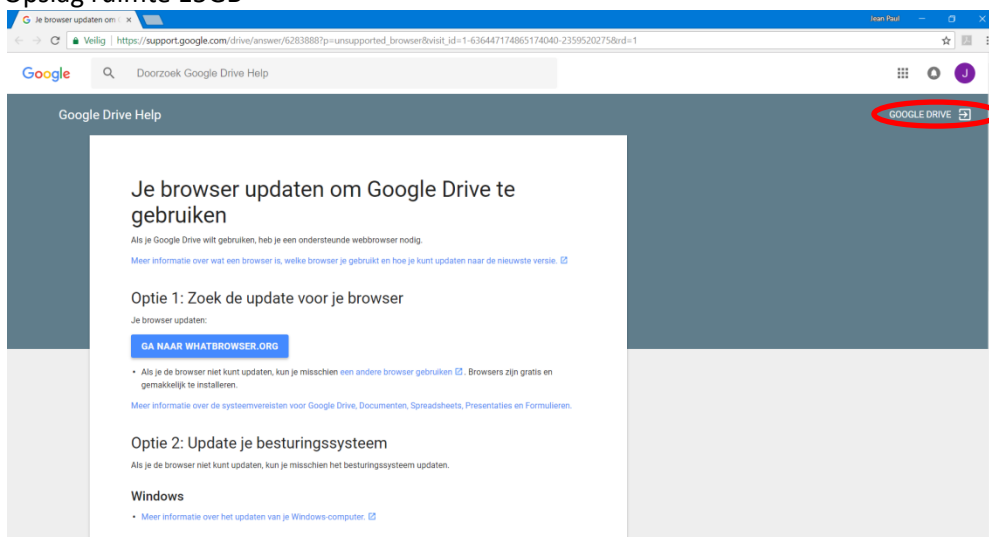 Opslag ruimte 15GB
Je browser updaten om
Jean Paul
Veilig | https://support.google.com/drive/answer/6283888?p=unsupported_browser&visit_id=1-636447174865174040-2359520275&rd=1
Google
Doorzoek Google Drive Help
J
Google Drive Help
GOOGLE DRIVE
Je browser updaten om Google Drive te
gebruiken
Als je Google Drive wilt gebruiken, heb je een ondersteunde webbrowser nodig.
Meer informatie over wat een browser is, welke browser je gebruikt en hoe je kunt updaten naar de nieuwste versie.
Optie 1: Zoek de update voor je browser
Je browser updaten:
GA NAAR WHATBROWSER.ORG
• Als je de browser niet kunt updaten, kun je misschien een andere browser gebruiken. Browsers zijn gratis en
gemakkelijk te installeren.
Meer informatie over de systeemvereisten voor Google Drive, Documenten, Spreadsheets, Presentaties en Formulieren.
Optie 2: Update je besturingssysteem
Als je de browser niet kunt updaten, kun je misschien het besturingssysteem updaten.
Windows
• Meer informatie over het updaten van je Windows-computer.